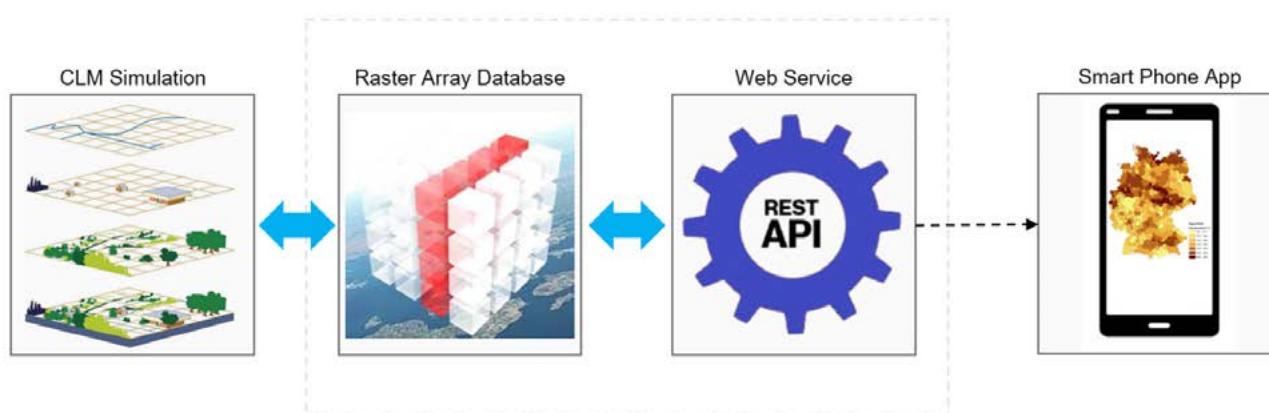 CLM Simulation
Raster Array Database
Web Service
Smart Phone App
REST
API